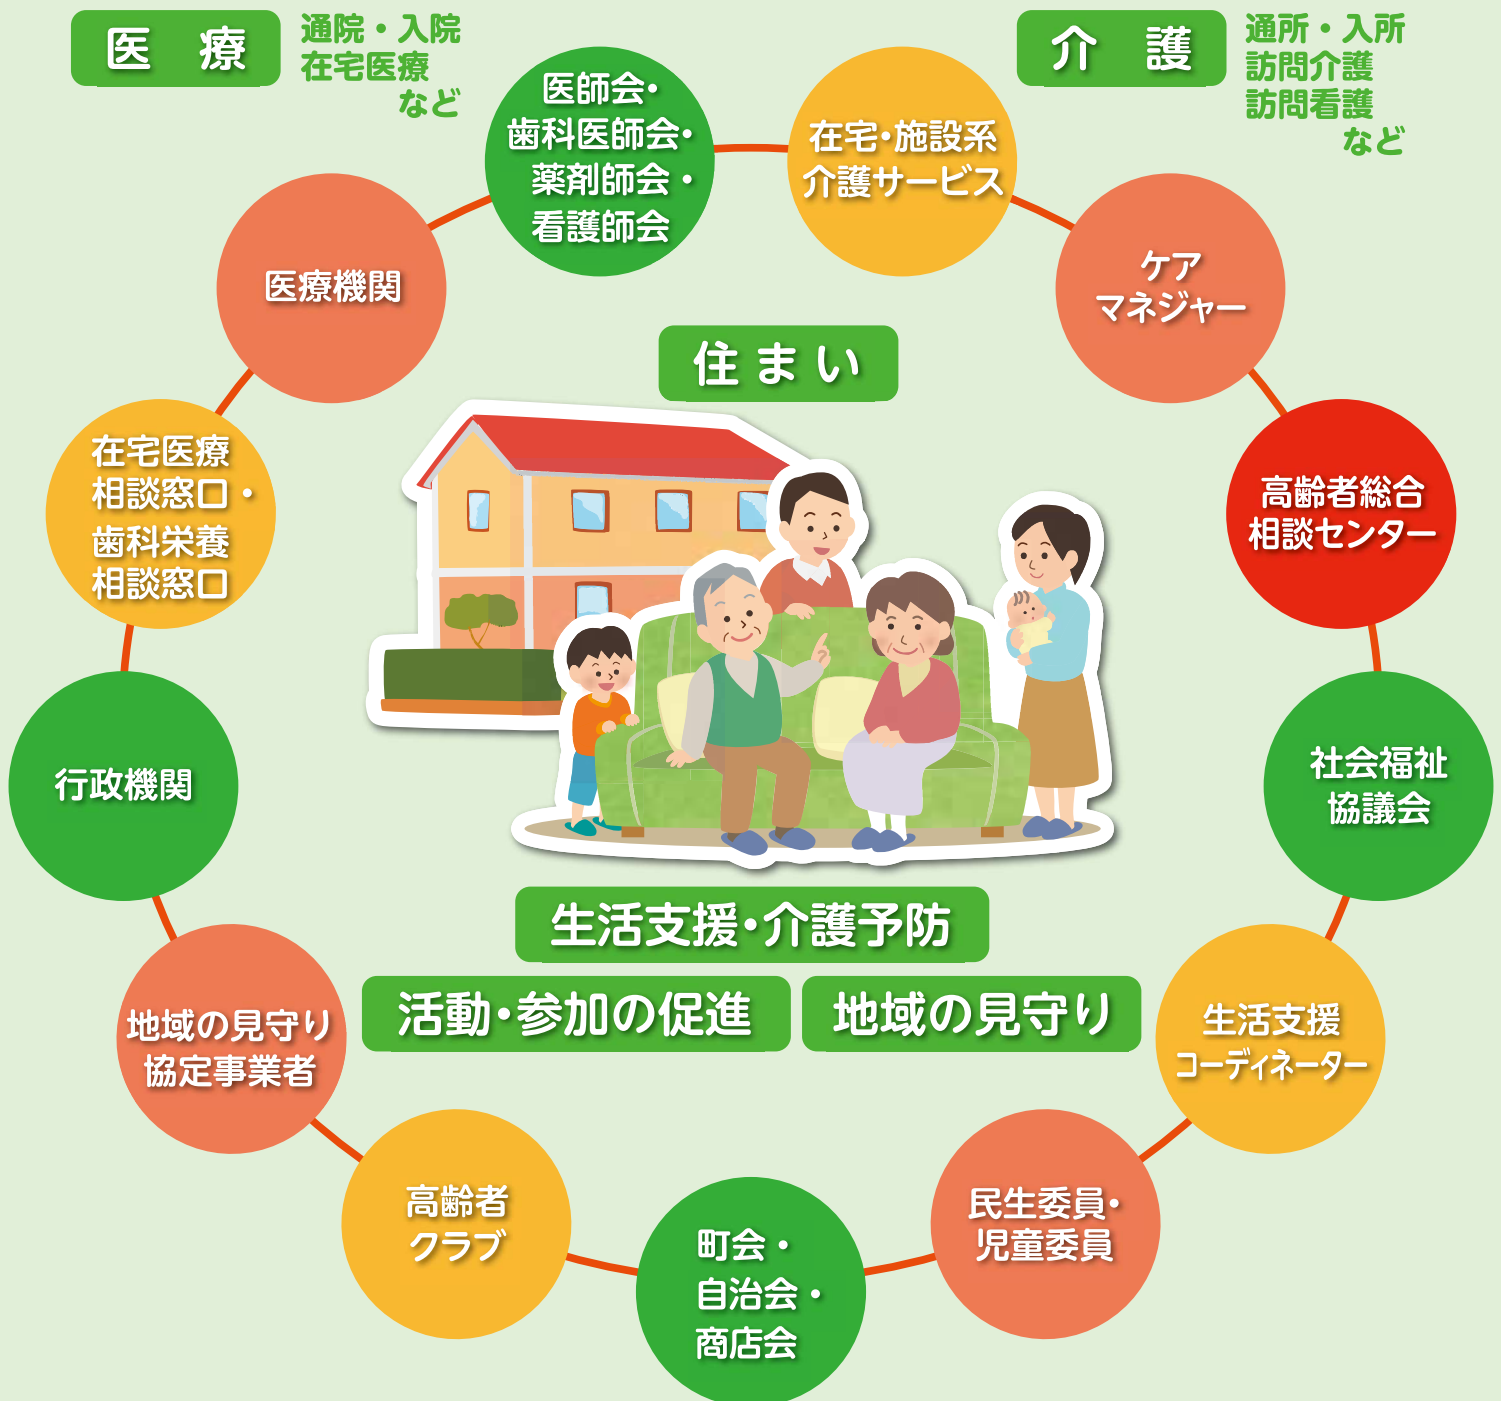 医 療
通院・入院
在宅医療
など
介 護
通所・入所
訪問介護
訪問看護
など
医師会・
歯科医師会・
薬剤師会・
看護師会
在宅・施設系
介護サービス
医療機関
ケア
マネジャー
住まい
在宅医療
相談窓口・
歯科栄養
相談窓口
高齢者総合
相談センター
行政機関
社会福祉
協議会
生活支援・介護予防
活動・参加の促進
地域の見守り
地域の見守り
協定事業者
生活支援
コーディネーター
高齢者
クラブ
町会・
自治会・
商店会
民生委員・
児童委員